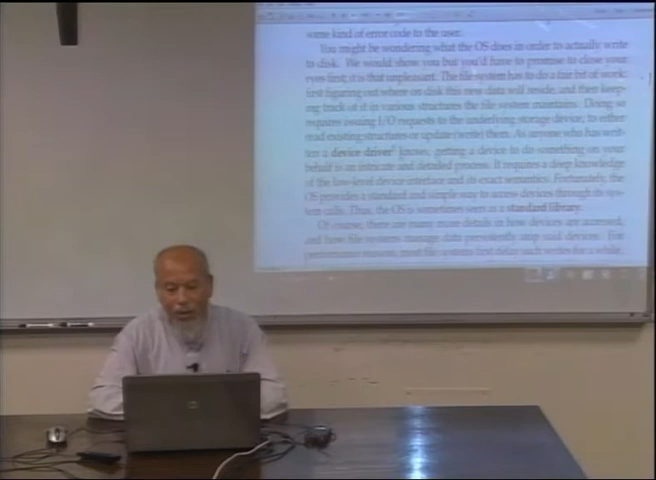 some kind of error code to the user.
You might be wondering what the OS does in order to actually write
to disk. We would show you but you'd have to promise to close your
eyes first; it is that unpleasant. The file system has to do a fair bit of work:
first figuring out where on disk this new data will reside, and then keep-
ing track of it in various structures the file system maintains. Doing so
requires issuing I/O requests to the underlying storage device, to either
read existing structures or update (write) them. As anyone who has writ-
ten a device driver knows, getting a device to do something on your
behalf is an intricate and detailed process. It requires a deep knowledge
of the low-level device interface and its exact semantics. Fortunately, the
OS provides a standard and simple way to access devices through its sys-
tem calls. Thus, the OS is sometimes seen as a standard library.
Of course, there are many more details in how devices are accessed,
and how file systems manage data persistently atop said devices. For
performance reasons, most file systems first delay such writes for a while,